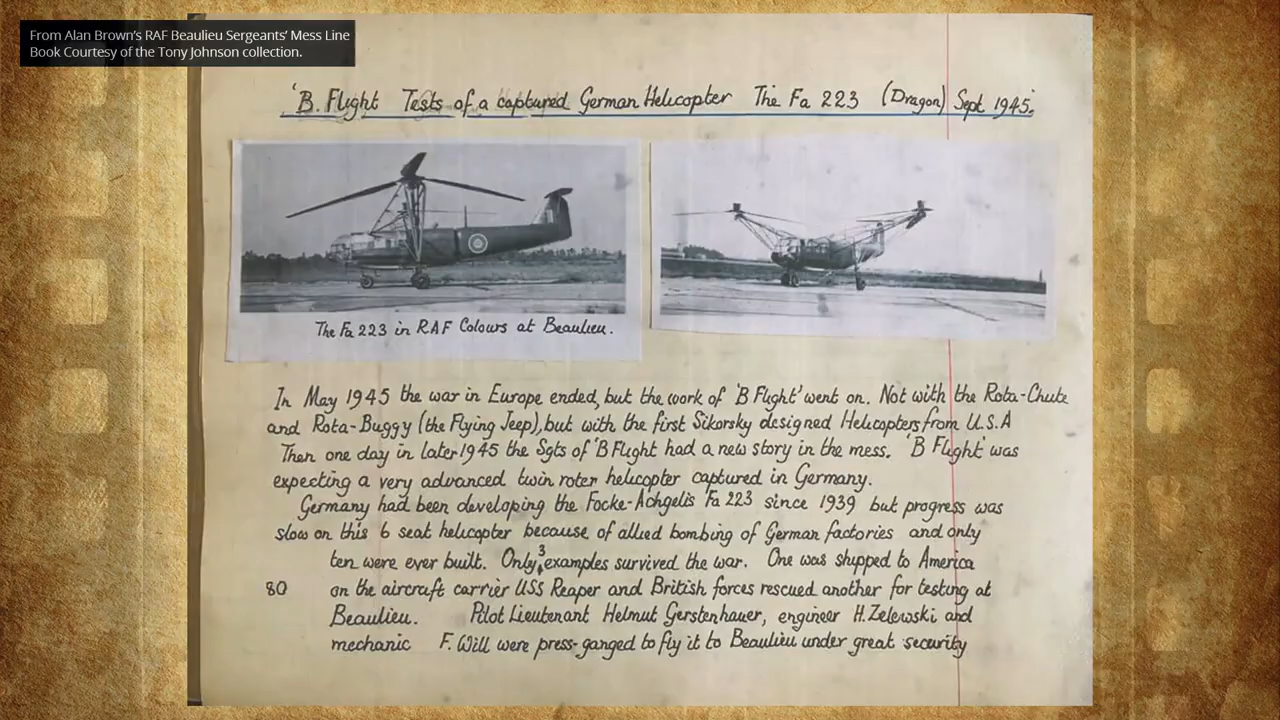 From Alan Brown's RAF Beaulieu Sergeants' Mess Line
Book Courtesy of the Tony Johnson collection.
'B. Flight Tests of a captured German Helicopter The Fa 223 (Dragon) Sept 1945.'
The Fa 223 in RAF Colours at Beaulieu.
In May 1945 the war in Europe ended, but the work of 'B Flight' went on. Not with the Rota-Chute
and Rota-Buggy (the Flying Jeep), but with the first Sikorsky designed Helicopters from U.S.A
Then one day in later 1945 the Sgts of 'B Flight had a new story in the mess. 'B Flight' was
expecting a very advanced twin roter helicopter captured in Germany.
Germany had been developing the Focke-Achgelis Fa 223 since 1939 but progress was
slow on this 6 seat helicopter because of allied bombing of German factories and only
ten were ever built. Only 3 examples survived the war. One was shipped to America
80 on the aircraft carrier USS Reaper and British forces rescued another for testing at
Beaulieu. Pilot Lieutenant Helmut Gerstenhauer, engineer H. Zelewski and
mechanic F. Will were press-ganged to fly it to Beaulieu under great security